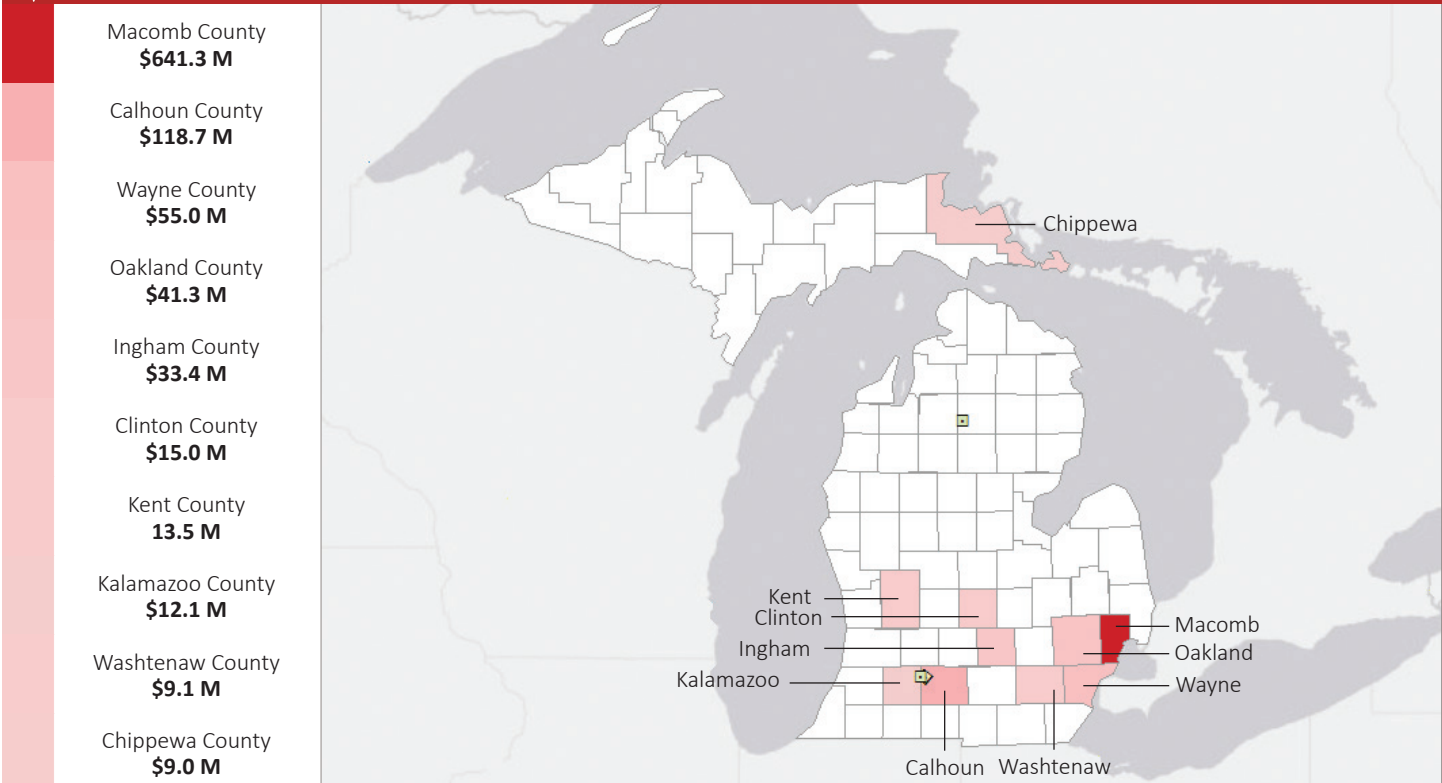 Macomb County
$641.3 M
Calhoun County
$118.7 M
Wayne County
$55.0 M
Oakland County
$41.3 M
Ingham County
$33.4 M
Clinton County
$15.0 M
Kent County
13.5 M
Kalamazoo County
$12.1 M
Washtenaw County
$9.1 M
Chippewa County
$9.0 M
Chippewa
Kent
Clinton
Ingham
Kalamazoo
Macomb
Oakland
Wayne
Calhoun
Washtenaw